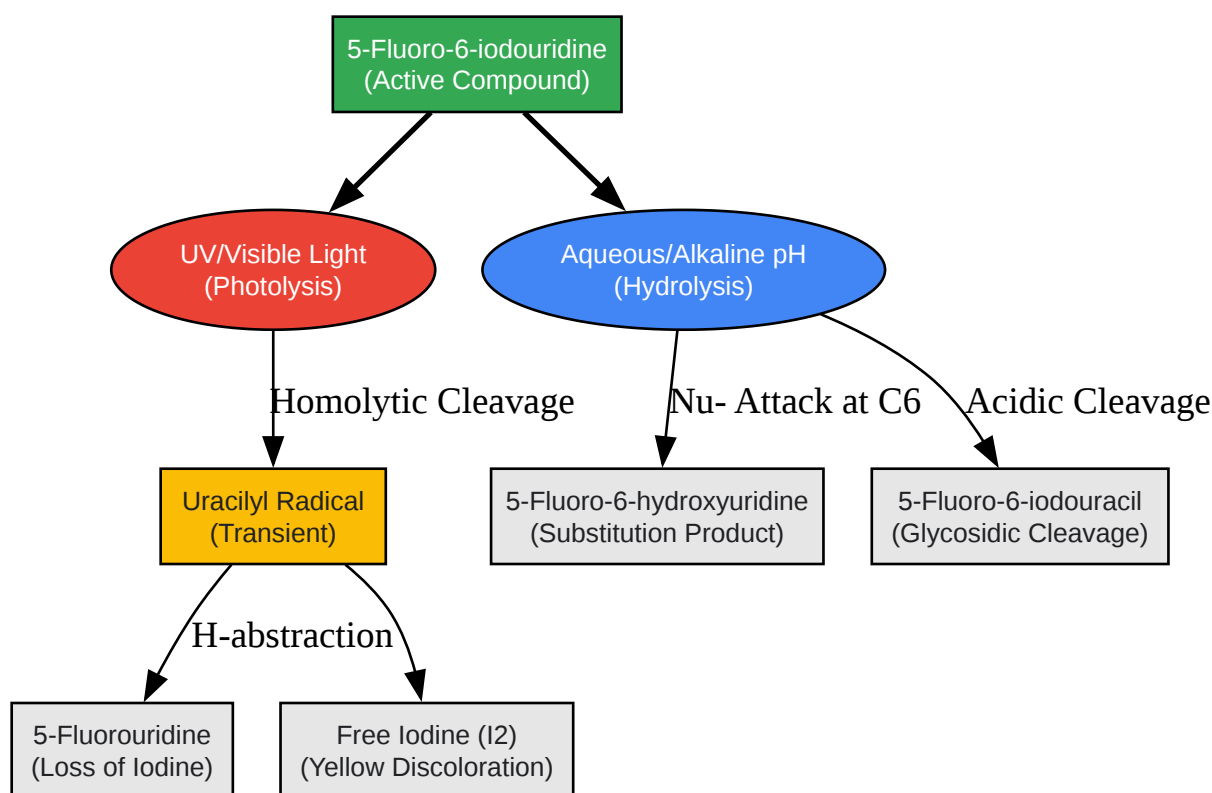 5-Fluoro-6-iodouridine
(Active Compound)
UV/Visible Light
(Photolysis)
Aqueous/Alkaline pH
(Hydrolysis)
Homolytic Cleavage
Nu- Attack at C6
Acidic Cleavage
Uracilyl Radical
(Transient)
5-Fluoro-6-hydroxyuridine
(Substitution Product)
5-Fluoro-6-iodouracil
(Glycosidic Cleavage)
H-abstraction
5-Fluorouridine
(Loss of Iodine)
Free Iodine (I2)
(Yellow Discoloration)